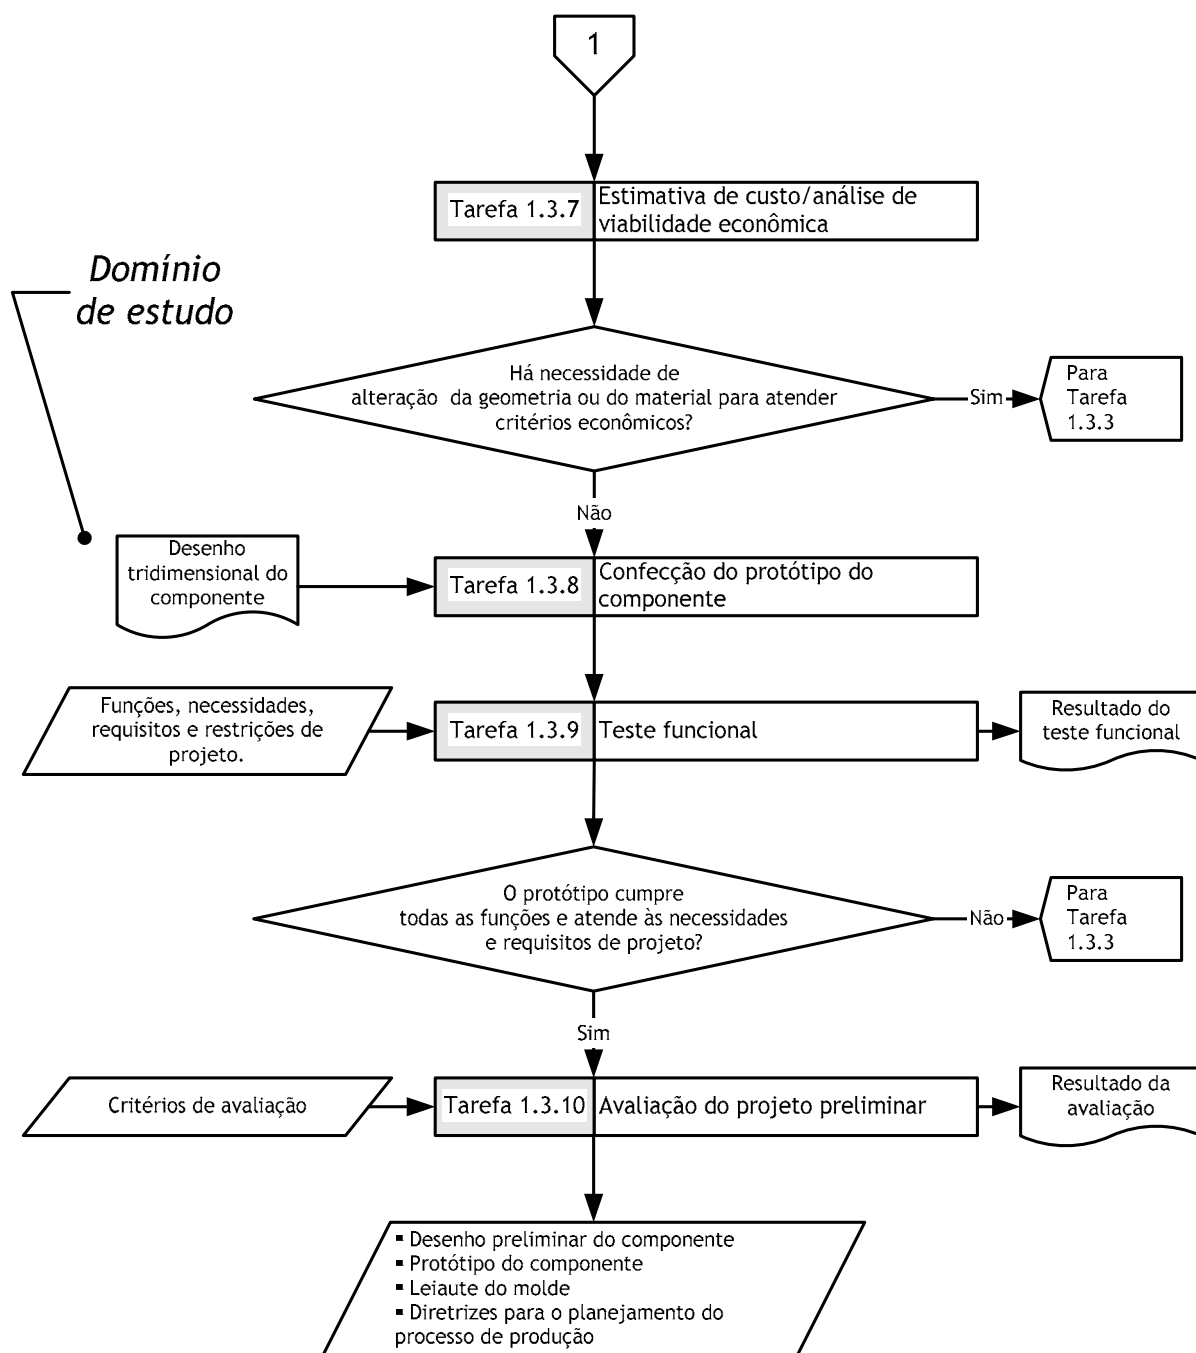 1
Tarefa 1.3.7
Estimativa de custo/análise de
viabilidade econômica
Domínio
de estudo
Há necessidade de
alteração da geometria ou do material para atender
critérios econômicos?
Sim
Para
Tarefa
1.3.3
Não
Desenho
tridimensional do
componente
Tarefa 1.3.8
Confecção do protótipo do
componente
Funções, necessidades,
requisitos e restrições de
projeto.
Tarefa 1.3.9
Teste funcional
Resultado do
teste funcional
O protótipo cumpre
todas as funções e atende às necessidades
e requisitos de projeto?
Não
Para
Tarefa
1.3.3
Sim
Critérios de avaliação
Tarefa 1.3.10
Avaliação do projeto preliminar
Resultado da
avaliação
▪ Desenho preliminar do componente
▪ Protótipo do componente
▪ Leiaute do molde
▪ Diretrizes para o planejamento do
processo de produção